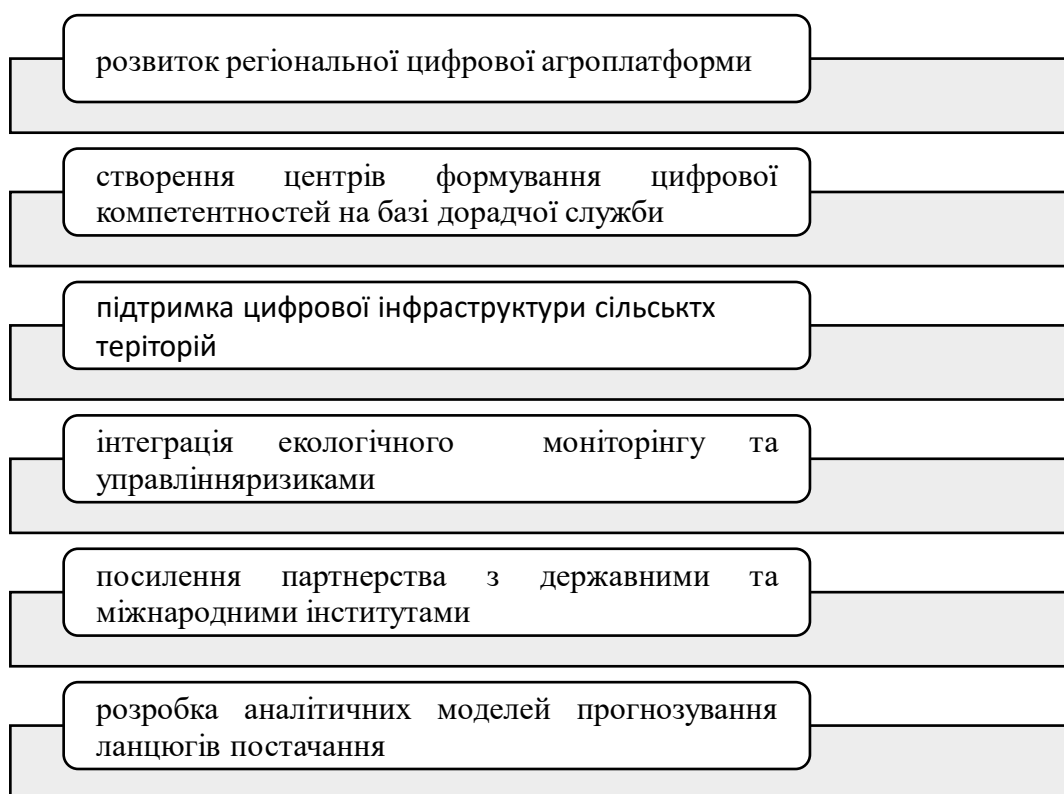 розвиток регіональної цифрової агроплатформи
створення центрів формування цифрової
компетентностей на базі дорадчої служби
підтримка цифрової інфраструктури сільськтх
теріторій
інтеграція екологічного моніторінгу та
управлінняризиками
посилення партнерства з державними та
міжнародними інститутами
розробка аналітичних моделей прогнозування
ланцюгів постачання